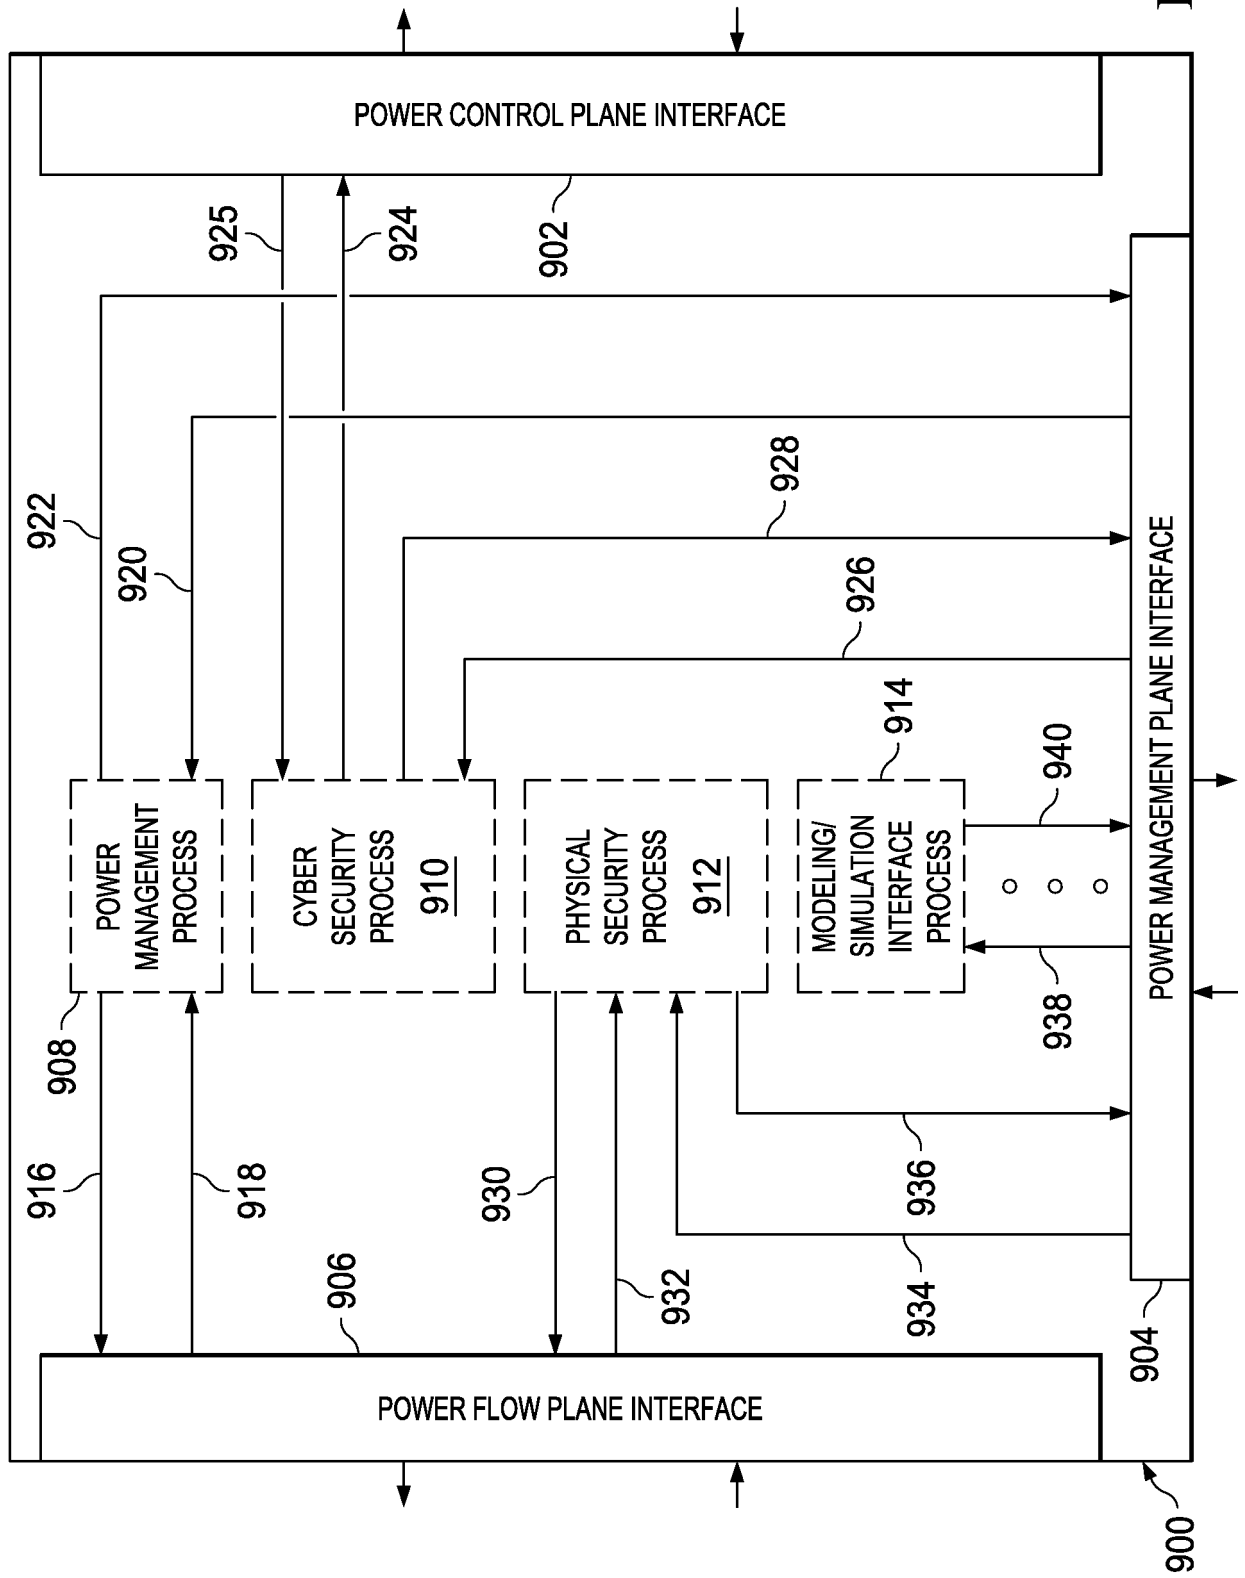 916
908
922
920
POWER
MANAGEMENT
PROCESS
918
925
906
CYBER
SECURITY
PROCESS
910
924
POWER FLOW PLANE INTERFACE
POWER CONTROL PLANE INTERFACE
930
902
PHYSICAL
SECURITY
PROCESS
912
932
928
926
MODELING/
SIMULATION
INTERFACE
PROCESS
914
934
936
938
940
904
POWER MANAGEMENT PLANE INTERFACE
900